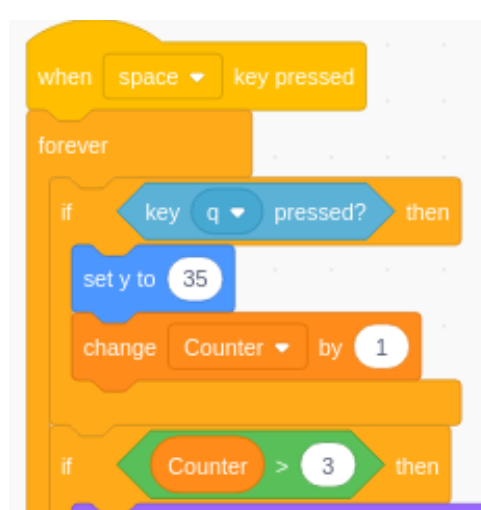 when space key pressed
forever
if key q pressed? then
set y to 35
change Counter by 1
if Counter > 3 then